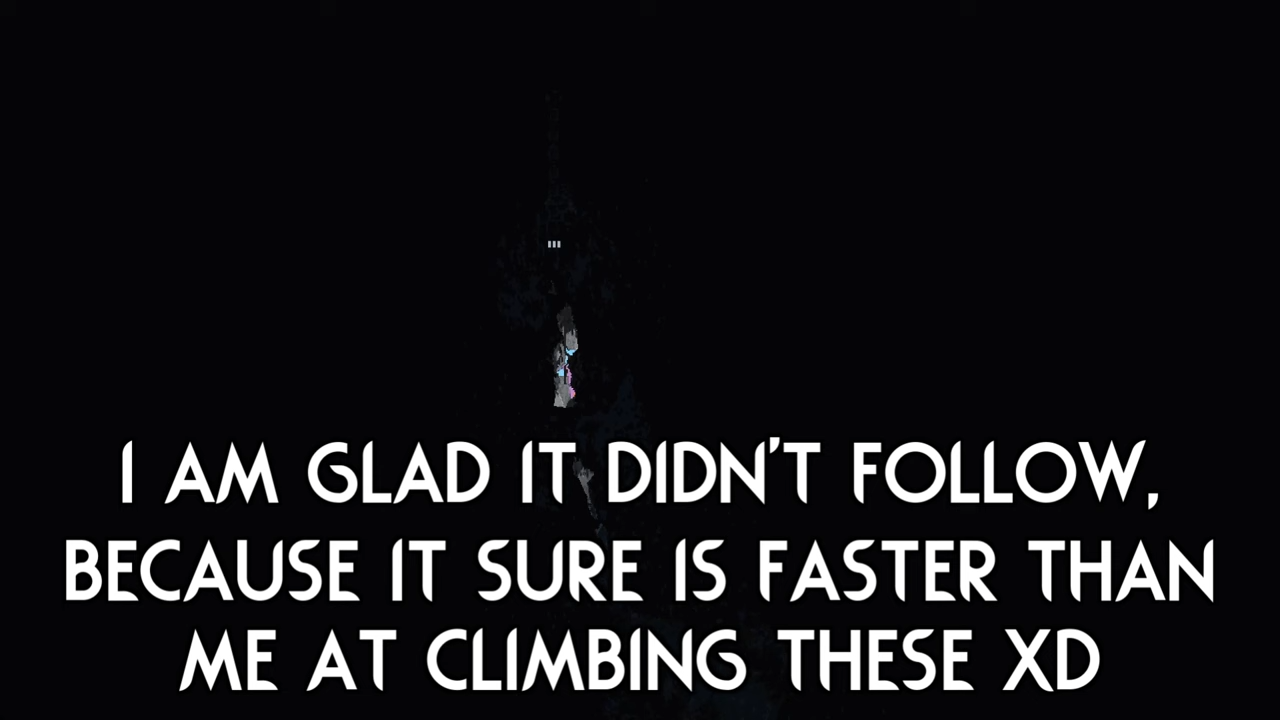 I AM GLAD IT DIDN'T FOLLOW,
BECAUSE IT SURE IS FASTER THAN
ME AT CLIMBING THESE XD